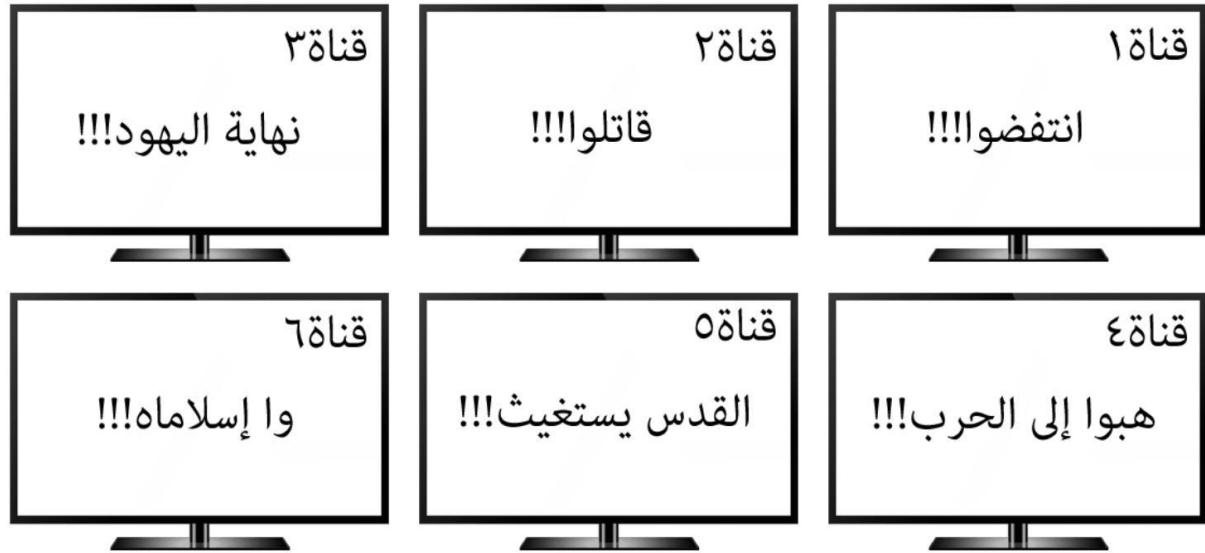 قناة١
انتفضوا!!!
قناة٢
قاتلوا!!!
قناة٣
نهاية اليهود!!!
قناة٤
هبوا إلى الحرب!!!
قناة٥
القدس يستغيث!!!
قناة٦
وا إسلاماه!!!